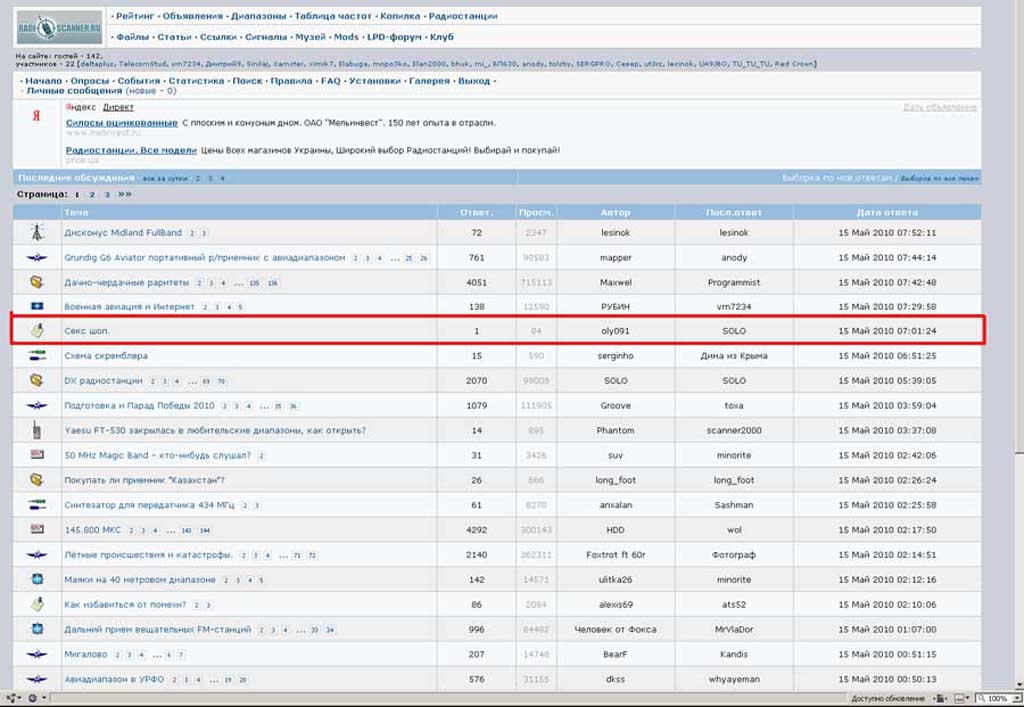 RADIOSCANNER.RU
· Рейтинг · Объявления · Диапазоны · Таблица частот · Копилка · Радиостанции
· Файлы · Статьи · Ссылки · Сигналы · Музей · Mods · LPD-форум · Клуб
На сайте: гостей - 142,
участников - 22 [deltaplus, TelecomStud, vrn7234, Дмитрий9, Sinilaj, Xamster, vimik7, Elabuga, mopo3ko, Elan2000, bhuk, mi_, БП630, anody, tolstiy, SERGPRO, Север, ut3rz, lesinok, UA9J8O, TU_TU_TU, Red Crown]
· Начало · Опросы · События · Статистика · Поиск · Правила · FAQ · Установки · Галерея · Выход ·
· Личные сообщения (новые - 0)
Я Яндекс Директ Дать объявление
Силосы оцинкованные С плоским и конусным дном. ОАО "Мельинвест". 150 лет опыта в отрасли.
www.melinvest.ru
Радиостанции. Все модели Цены Всех магазинов Украины, Широкий выбор Радиостанций! Выбирай и покупай!
price.ua
Последние обсуждения - все за сутки 2 3 4 Выборка по нов.ответам / Выборка по нов.темам
Страница: 1 2 3 »»
Тема Ответ. Просм. Автор Посл.ответ Дата ответа
Дисконус Midland FullBand 2 3 72 2347 lesinok lesinok 15 Май 2010 07:52:11
Grundig G6 Aviator портативный р/приемник с авиадиапазоном 2 3 4 ... 25 26 761 90583 mapper anody 15 Май 2010 07:44:14
Дачно-чердачные раритеты 2 3 4 ... 135 136 4051 715113 Maxwel Programmist 15 Май 2010 07:42:48
Военная авиация и Интернет 2 3 4 5 138 12590 РУБИН vrn7234 15 Май 2010 07:29:58
Секс шоп. 1 84 oly091 SOLO 15 Май 2010 07:01:24
Схема скремблера 15 590 serginho Дима из Крыма 15 Май 2010 06:51:25
DX радиостанции 2 3 4 ... 69 70 2070 99008 SOLO SOLO 15 Май 2010 05:39:05
Подготовка и Парад Победы 2010 2 3 4 ... 35 36 1079 111905 Groove toxa 15 Май 2010 03:59:04
Yaesu FT-530 закрылась в любительские диапазоны, как открыть? 14 895 Phantom scanner2000 15 Май 2010 03:37:08
50 MHz Magic Band - кто-нибудь слушал? 2 31 3426 suv minorite 15 Май 2010 02:42:06
Покупать ли приемник "Казахстан"? 26 666 long_foot long_foot 15 Май 2010 02:26:24
Синтезатор для передатчика 434 МГц 2 3 61 8270 anxalan Sashman 15 Май 2010 02:25:58
145.800 МКС 2 3 4 ... 143 144 4292 300143 HDD wol 15 Май 2010 02:17:50
Лётные происшествия и катастрофы. 2 3 4 ... 71 72 2140 362311 Foxtrot ft 60r Фотограф 15 Май 2010 02:14:51
Маяки на 40 метровом диапазоне 2 3 4 5 142 14571 ulitka26 minorite 15 Май 2010 02:12:16
Как избавиться от помехи? 2 3 86 2084 alexis69 ats52 15 Май 2010 02:10:06
Дальний прием вещательных FM-станций 2 3 4 ... 33 34 996 84482 Человек от Фокса MrVlaDor 15 Май 2010 01:07:00
Мигалово 2 3 4 ... 6 7 207 14746 BearF Kandis 15 Май 2010 00:51:15
Авиадиапазон в УРФО 2 3 4 ... 19 20 576 31155 dkss whyayeman 15 Май 2010 00:50:13
Доступно обновление 100%